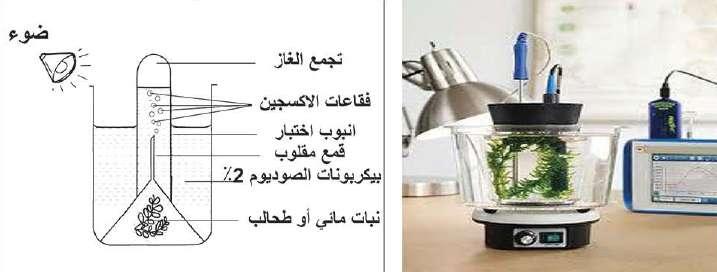 ضوء
تجمع الغاز
فقاعات الاكسجين
انبوب اختبار
قمع مقلوب
بيكربونات الصوديوم 2٪
نبات مائي أو طحالب